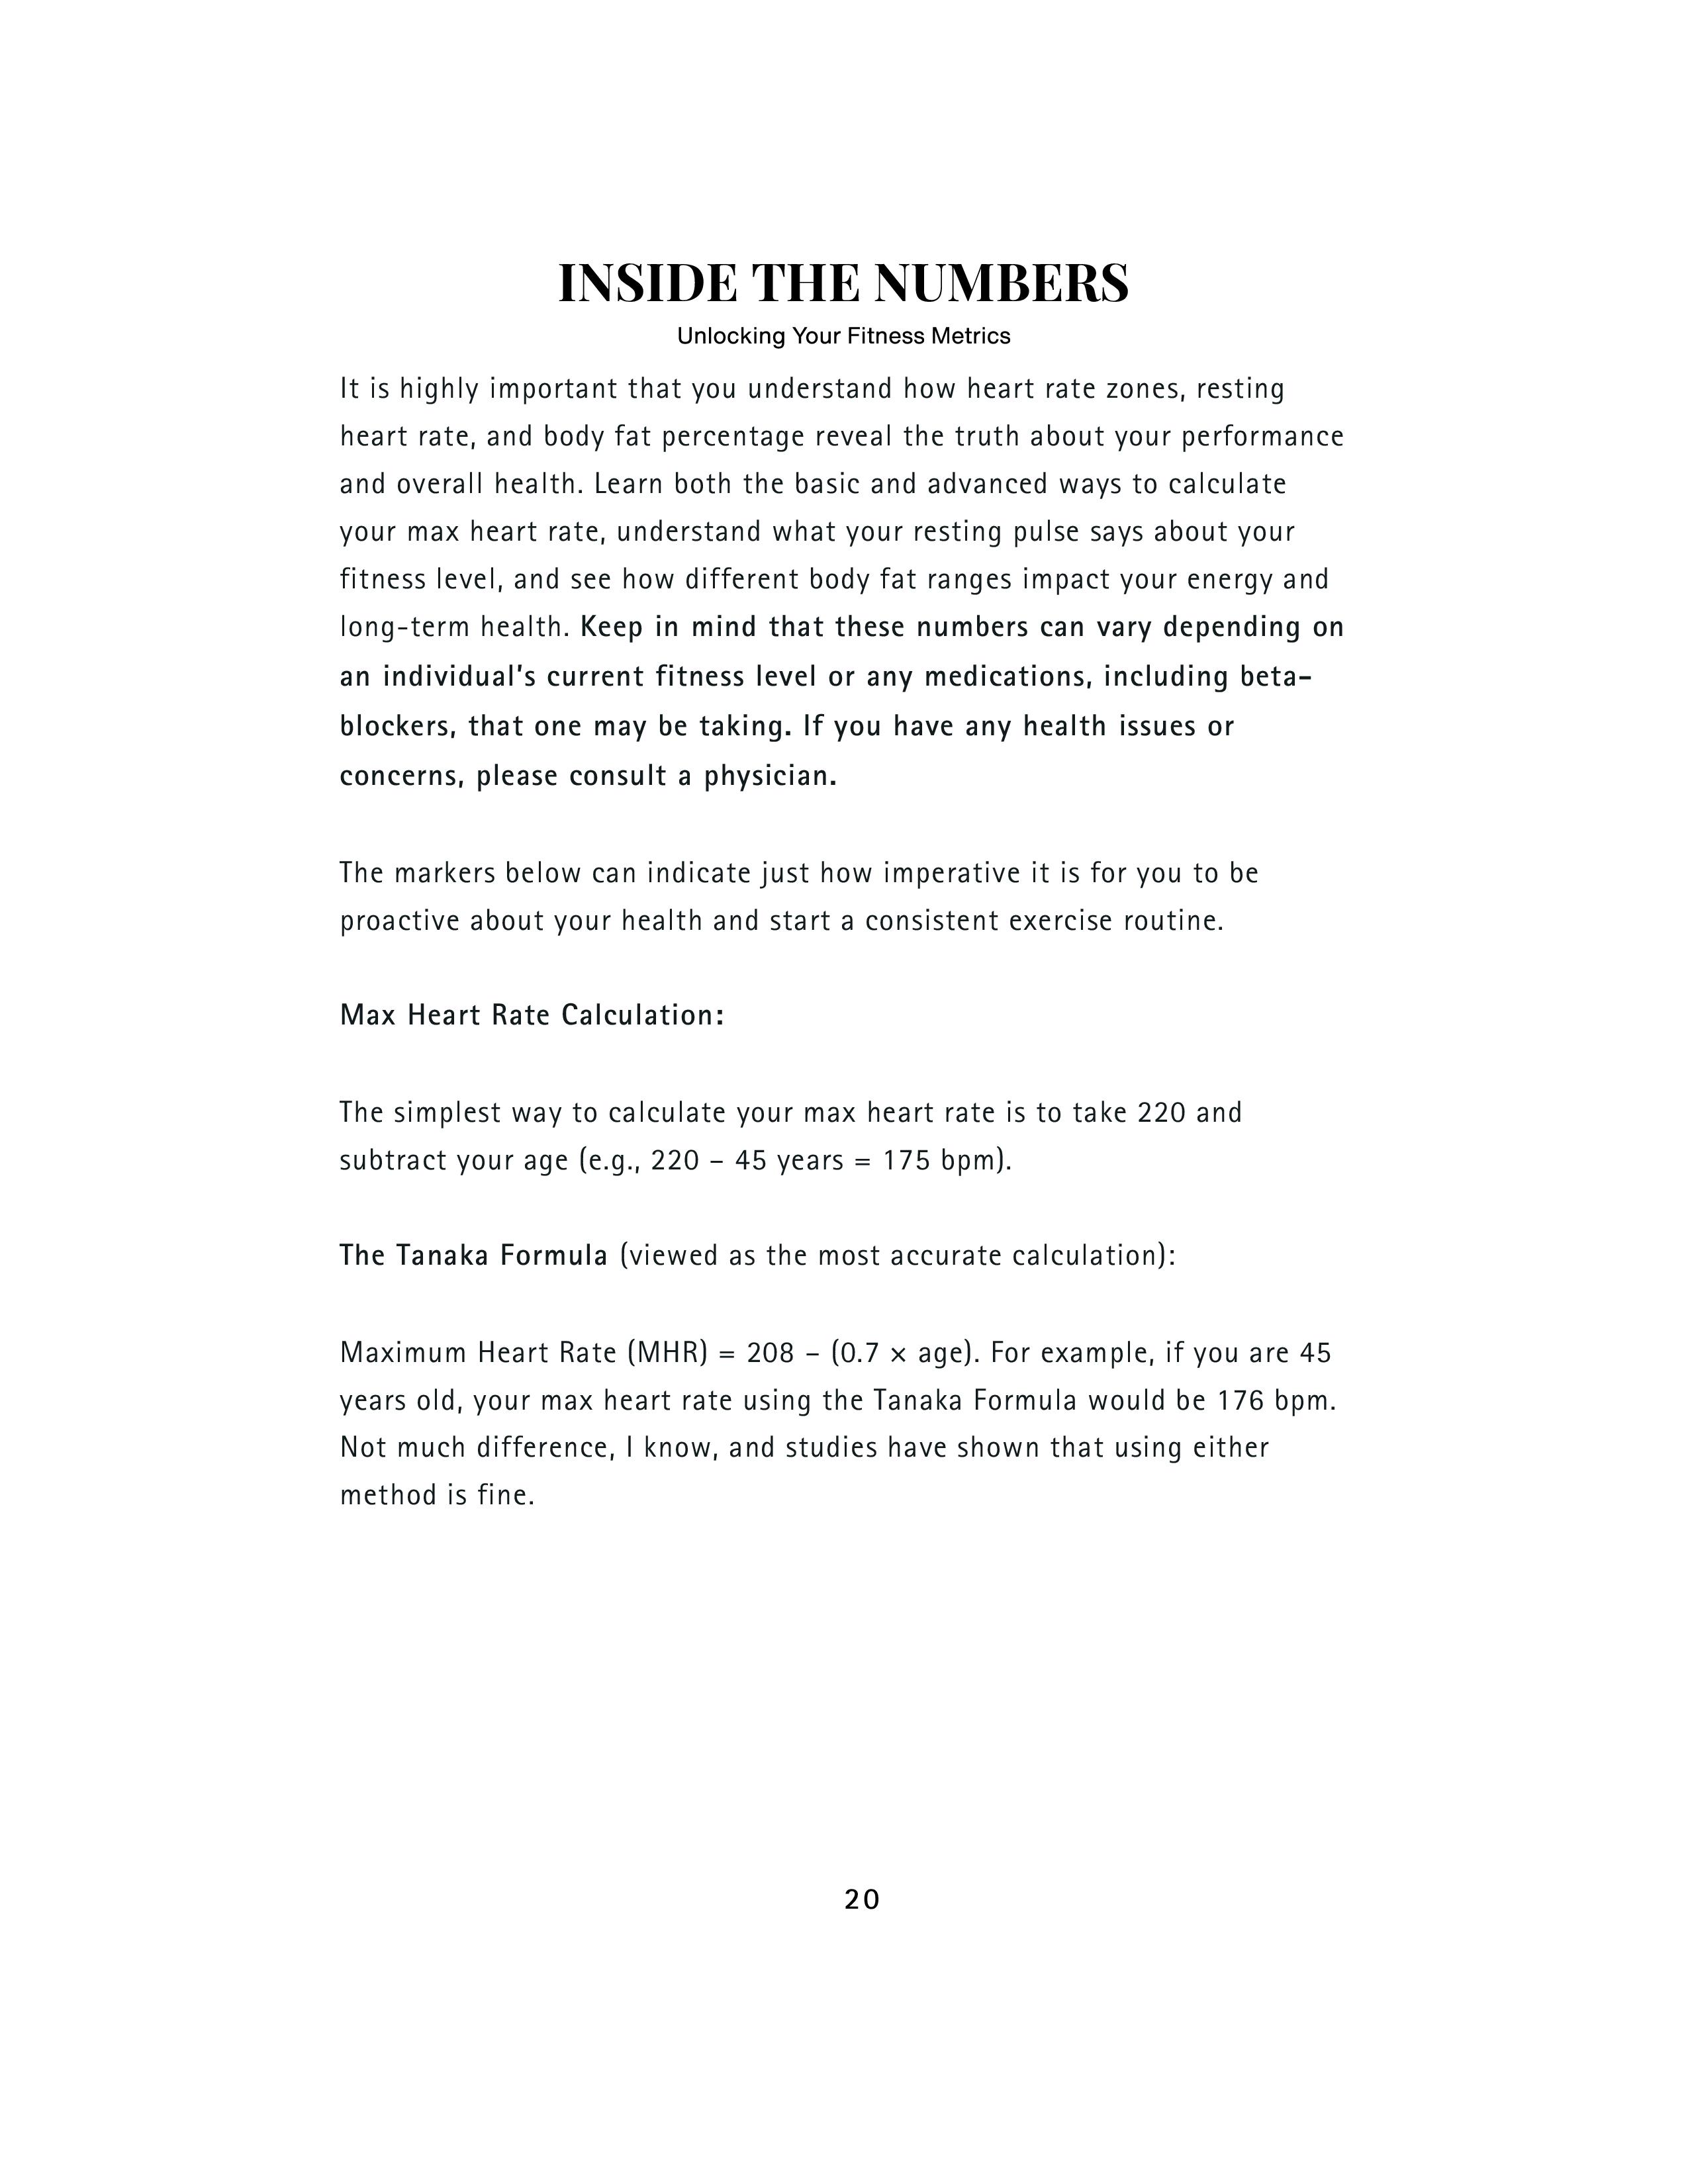 INSIDE THE NUMBERS
Unlocking Your Fitness Metrics
It is highly important that you understand how heart rate zones, resting
heart rate, and body fat percentage reveal the truth about your performance
and overall health. Learn both the basic and advanced ways to calculate
your max heart rate, understand what your resting pulse says about your
fitness level, and see how different body fat ranges impact your energy and
long-term health. Keep in mind that these numbers can vary depending on
an individual’s current fitness level or any medications, including beta-
blockers, that one may be taking. If you have any health issues or
concerns, please consult a physician.
The markers below can indicate just how imperative it is for you to be
proactive about your health and start a consistent exercise routine.
Max Heart Rate Calculation:
The simplest way to calculate your max heart rate is to take 220 and
subtract your age (e.g., 220 – 45 years = 175 bpm).
The Tanaka Formula (viewed as the most accurate calculation):
Maximum Heart Rate (MHR) = 208 – (0.7 × age). For example, if you are 45
years old, your max heart rate using the Tanaka Formula would be 176 bpm.
Not much difference, I know, and studies have shown that using either
method is fine.
20